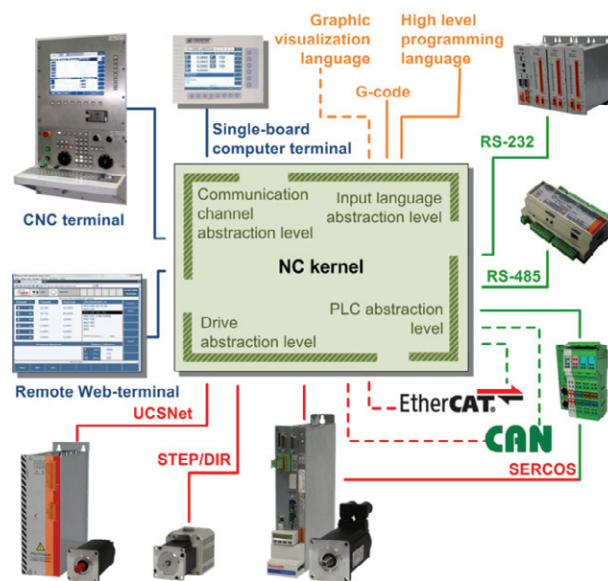 Graphic
visualization
language
High level
programming
language
G-code
Single-board
computer terminal
RS-232
CNC terminal
Communication
channel
abstraction level
Input language
abstraction level
NC kernel
RS-485
Drive
abstraction level
PLC abstraction
level
Remote Web-terminal
UCSNet
STEP/DIR
EtherCAT
CAN
SERCOS